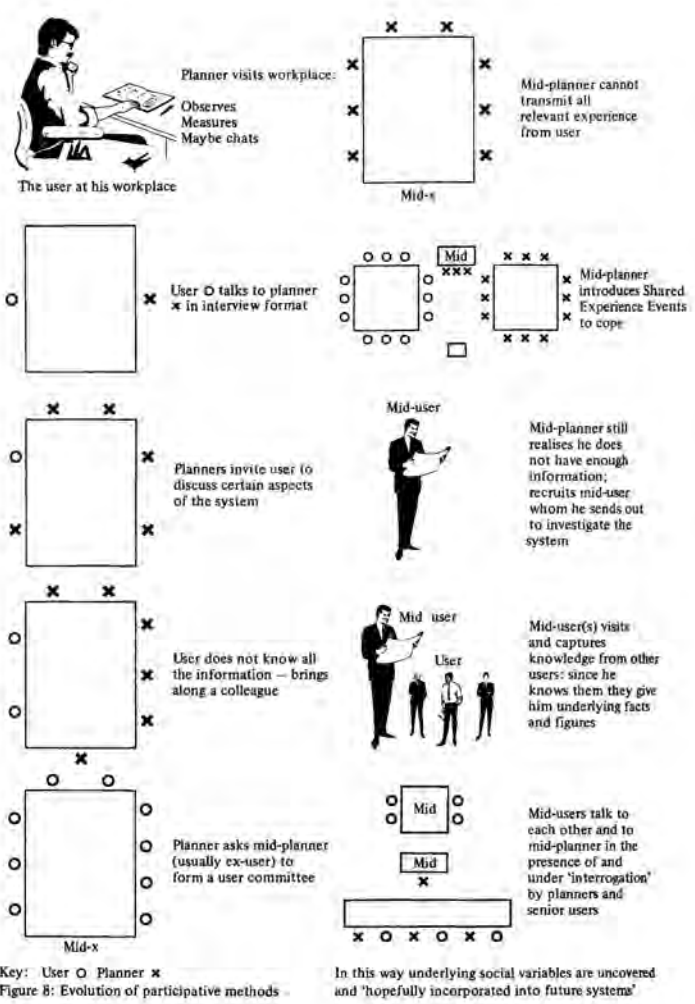 Planner visits workplace:
Observes
Measures
Maybe chats
The user at his workplace
User O talks to planner
x in interview format
Planners invite user to
discuss certain aspects
of the system
User does not know all
the information — brings
along a colleague
Planner asks mid-planner
(usually ex-user) to
form a user committee
Mid-x
Key: User O Planner x
Figure 8: Evolution of participative methods
Mid-planner cannot
transmit all
relevant experience
from user
Mid-x
Mid
Mid-planner
introduces Shared
Experience Events
to cope
Mid-user
Mid-planner still
realises he does
not have enough
information;
recruits mid-user
whom he sends out
to investigate the
system
Mid user
User
Mid-user(s) visits
and captures
knowledge from other
users: since he
knows them they give
him underlying facts
and figures
Mid
Mid
Mid-users talk to
each other and to
mid-planner in the
presence of and
under ‘interrogation’
by planners and
senior users
In this way underlying social variables are uncovered
and ‘hopefully incorporated into future systems’